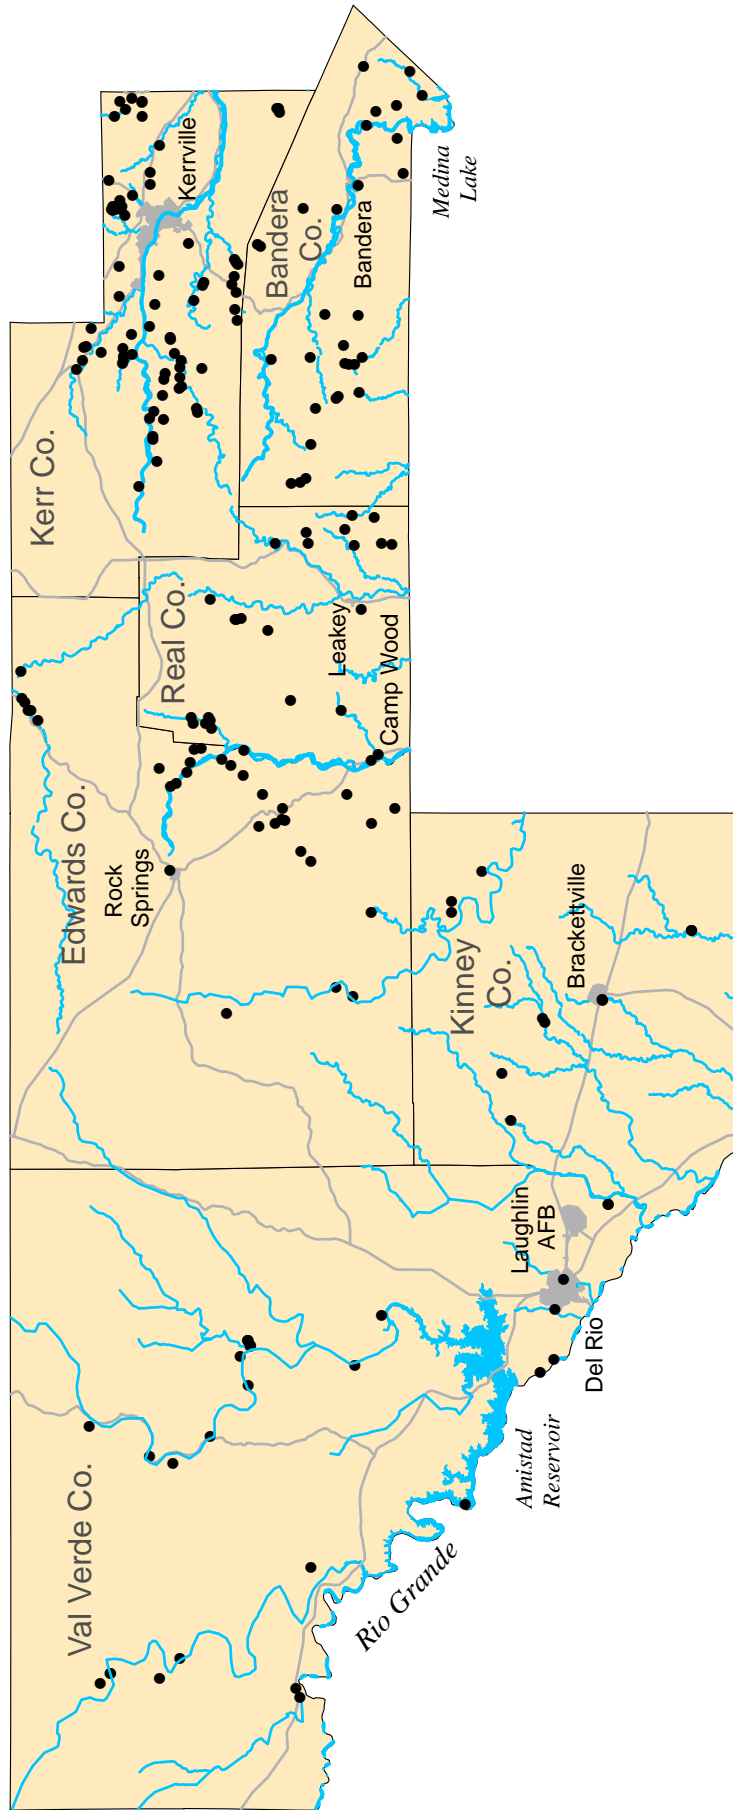 Val Verde Co.
Edwards Co.
Kerr Co.
Real Co.
Bandera
Co.
Kinney
Co.
Kerrville
Bandera
Medina
Lake
Leakey
Camp Wood
Rock
Springs
Brackettville
Laughlin
AFB
Del Rio
Amistad
Reservoir
Rio Grande